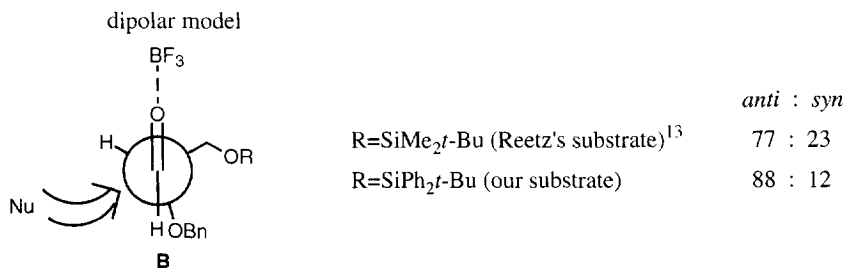 dipolar model
BF3
O
H
OR
Nu
H OBn
B
anti : syn
R=SiMe2t-Bu (Reetz's substrate)13 77 : 23
R=SiPh2t-Bu (our substrate) 88 : 12